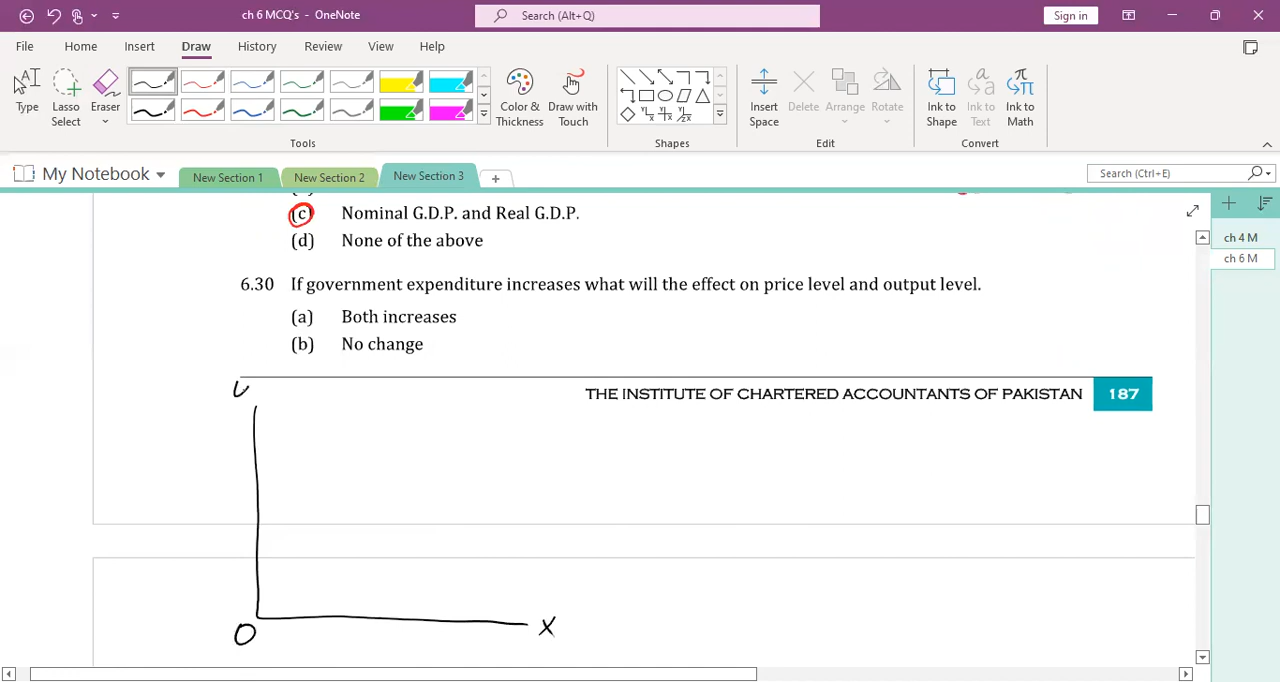 ch 6 MCQ's - OneNote
Search (Alt+Q)
Sign in
File Home Insert Draw History Review View Help
Type
Lasso Select
Eraser
Color & Thickness
Draw with Touch
Insert Space
Delete
Arrange
Rotate
Ink to Shape
Ink to Text
Ink to Math
Tools
Shapes
Edit
Convert
My Notebook
New Section 1
New Section 2
New Section 3
Search (Ctrl+E)
ch 4 M
ch 6 M
(c) Nominal G.D.P. and Real G.D.P.
(d) None of the above
6.30 If government expenditure increases what will the effect on price level and output level.
(a) Both increases
(b) No change
THE INSTITUTE OF CHARTERED ACCOUNTANTS OF PAKISTAN 187
O
X